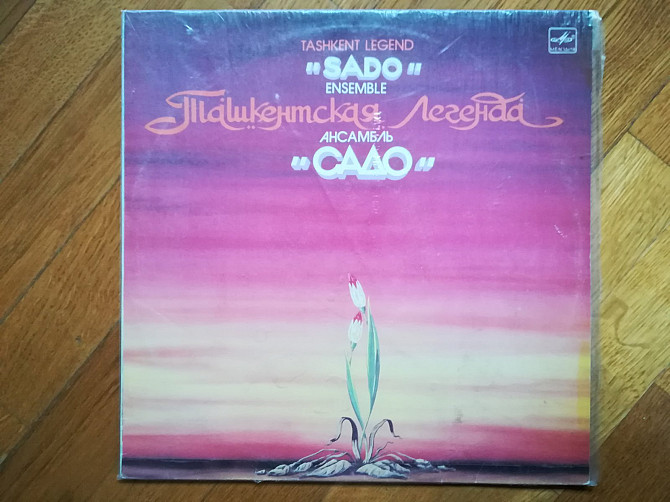 TASHKENT LEGEND
"SADO"
ENSEMBLE
Ташкентская Легенда
АНСАМБЛЬ
"САДО"